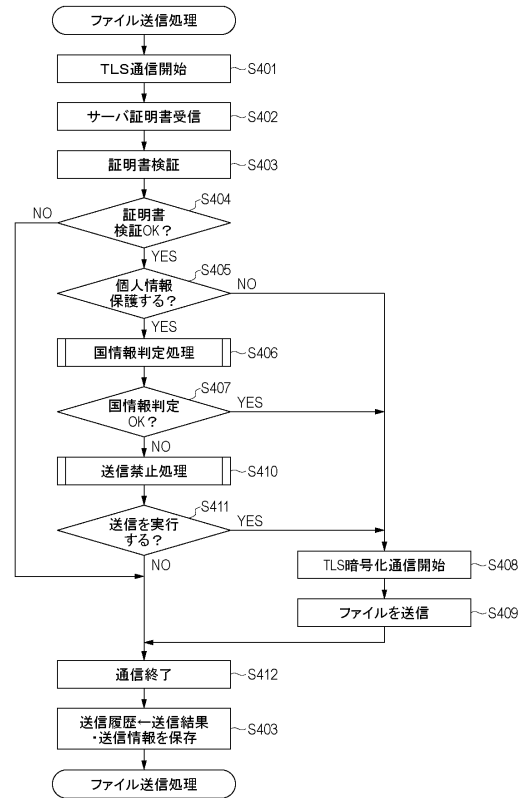 ファイル送信処理
TLS通信開始
S401
サーバ証明書受信
S402
証明書検証
S403
S404
NO
証明書
検証OK？
YES
S405
個人情報
保護する？
NO
YES
国情報判定処理
S406
S407
国情報判定
OK？
YES
NO
送信禁止処理
S410
S411
送信を実行
する？
YES
NO
TLS暗号化通信開始
S408
ファイルを送信
S409
通信終了
S412
送信履歴←送信結果
・送信情報を保存
S403
ファイル送信処理